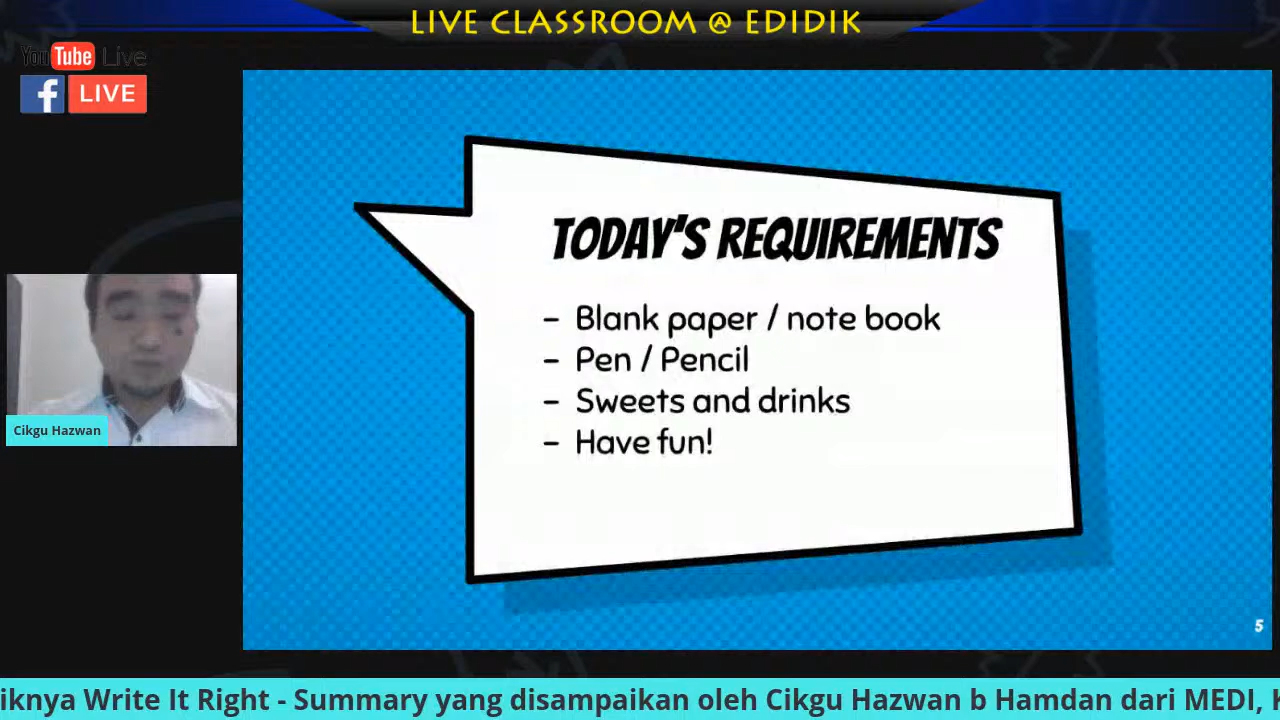 LIVE CLASSROOM @ EDIDIK
YouTube Live
f LIVE
TODAY'S REQUIREMENTS
- Blank paper / note book
- Pen / Pencil
- Sweets and drinks
- Have fun!
Cikgu Hazwan
5
iknya Write It Right - Summary yang disampaikan oleh Cikgu Hazwan b Hamdan dari MEDI,